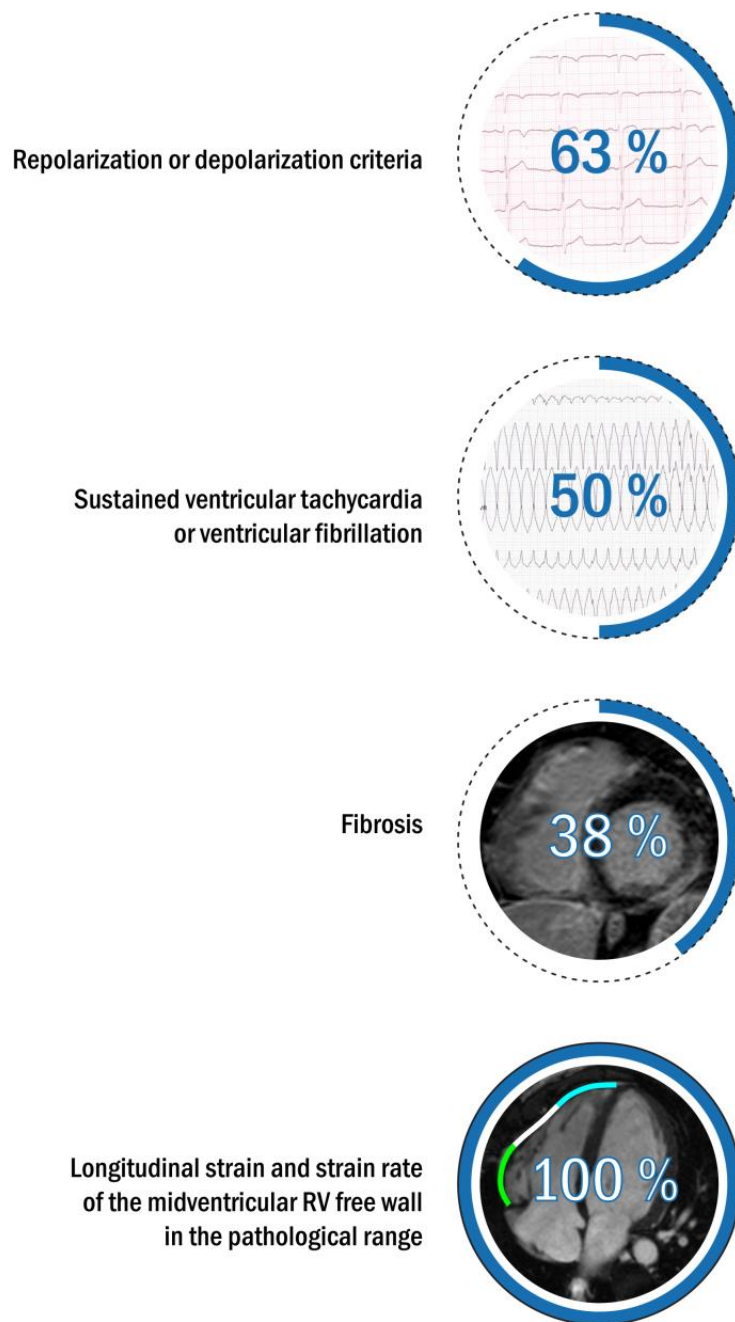 Repolarization or depolarization criteria
63 %
Sustained ventricular tachycardia
or ventricular fibrillation
50 %
Fibrosis
38 %
Longitudinal strain and strain rate
of the midventricular RV free wall
in the pathological range
100 %